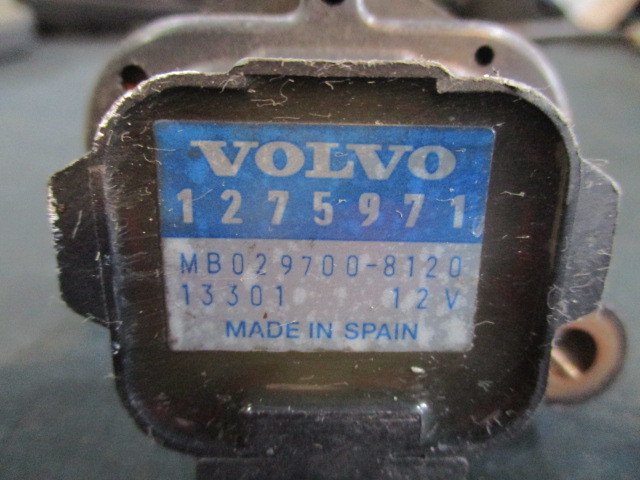 VOLVO
1275971
MB029700-8120
13301 12V
MADE IN SPAIN